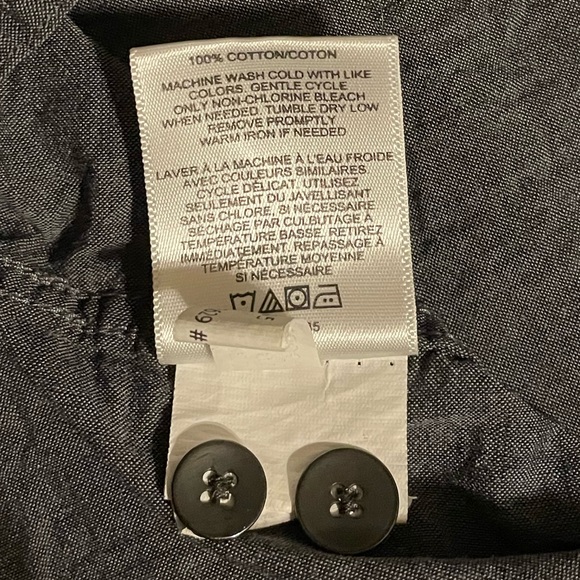 100% COTTON/COTON
MACHINE WASH COLD WITH LIKE
COLORS. GENTLE CYCLE
ONLY NON-CHLORINE BLEACH
WHEN NEEDED. TUMBLE DRY LOW
REMOVE PROMPTLY
WARM IRON IF NEEDED
LAVER À LA MACHINE À L'EAU FROIDE
AVEC COULEURS SIMILAIRES
CYCLE DÉLICAT. UTILISEZ
SEULEMENT DU JAVELLISANT
SANS CHLORE, SI NÉCESSAIRE
SÉCHAGE PAR CULBUTAGE À
TEMPÉRATURE BASSE. RETIREZ
IMMÉDIATEMENT. REPASSAGE À
TEMPÉRATURE MOYENNE
SI NÉCESSAIRE